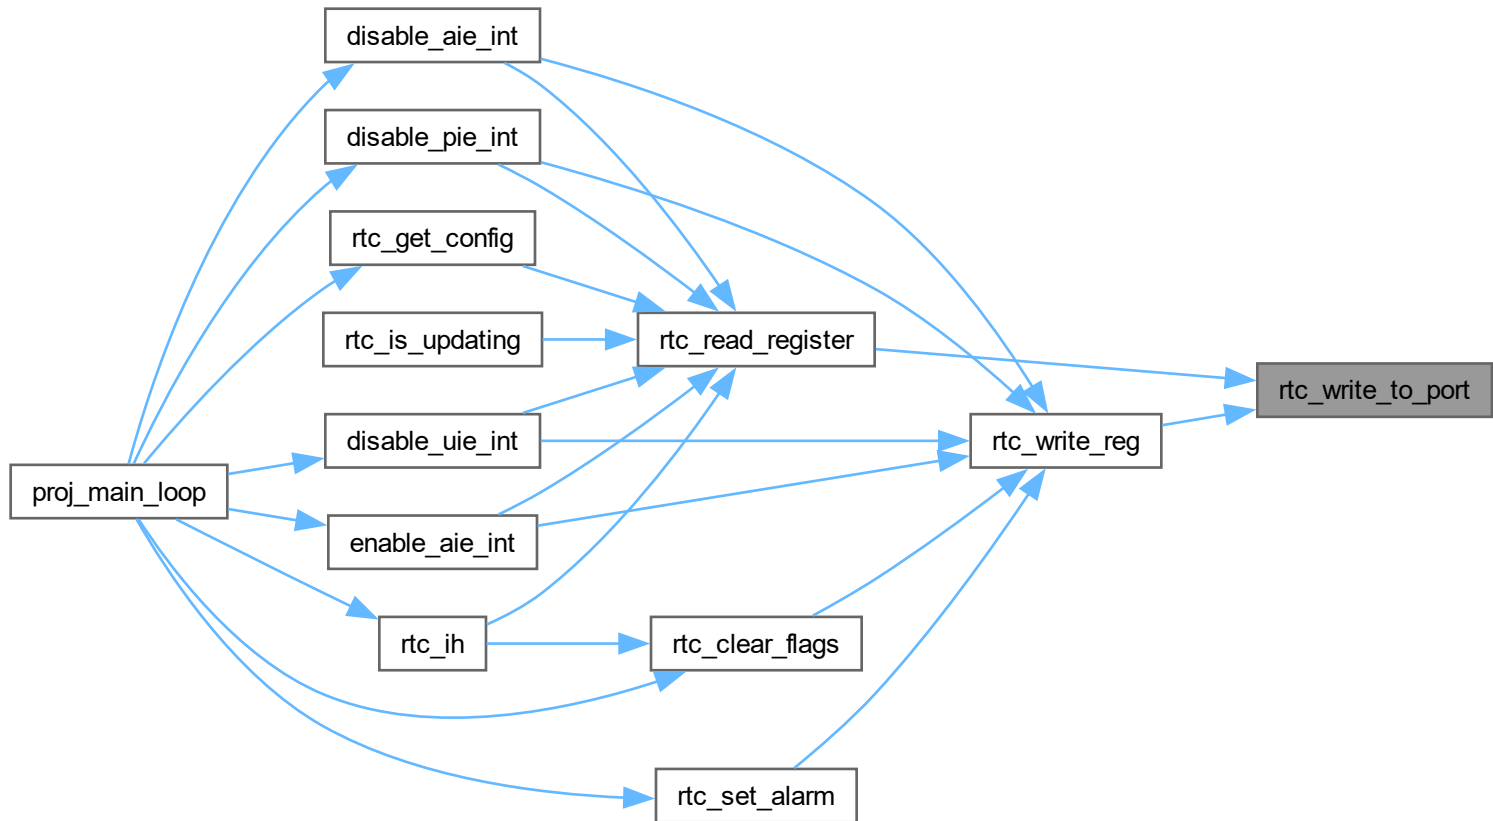 disable_aie_int
disable_pie_int
rtc_get_config
rtc_is_updating
rtc_read_register
rtc_write_to_port
disable_uie_int
rtc_write_reg
proj_main_loop
enable_aie_int
rtc_ih
rtc_clear_flags
rtc_set_alarm